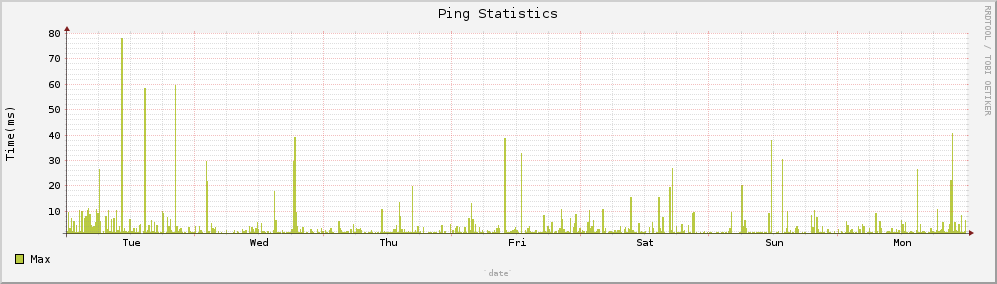 Ping Statistics
RRDTOOL / TOBI OETIKER
Time(ms)
80
70
60
50
40
30
20
10
Tue Wed Thu Fri Sat Sun Mon
Max
`date`